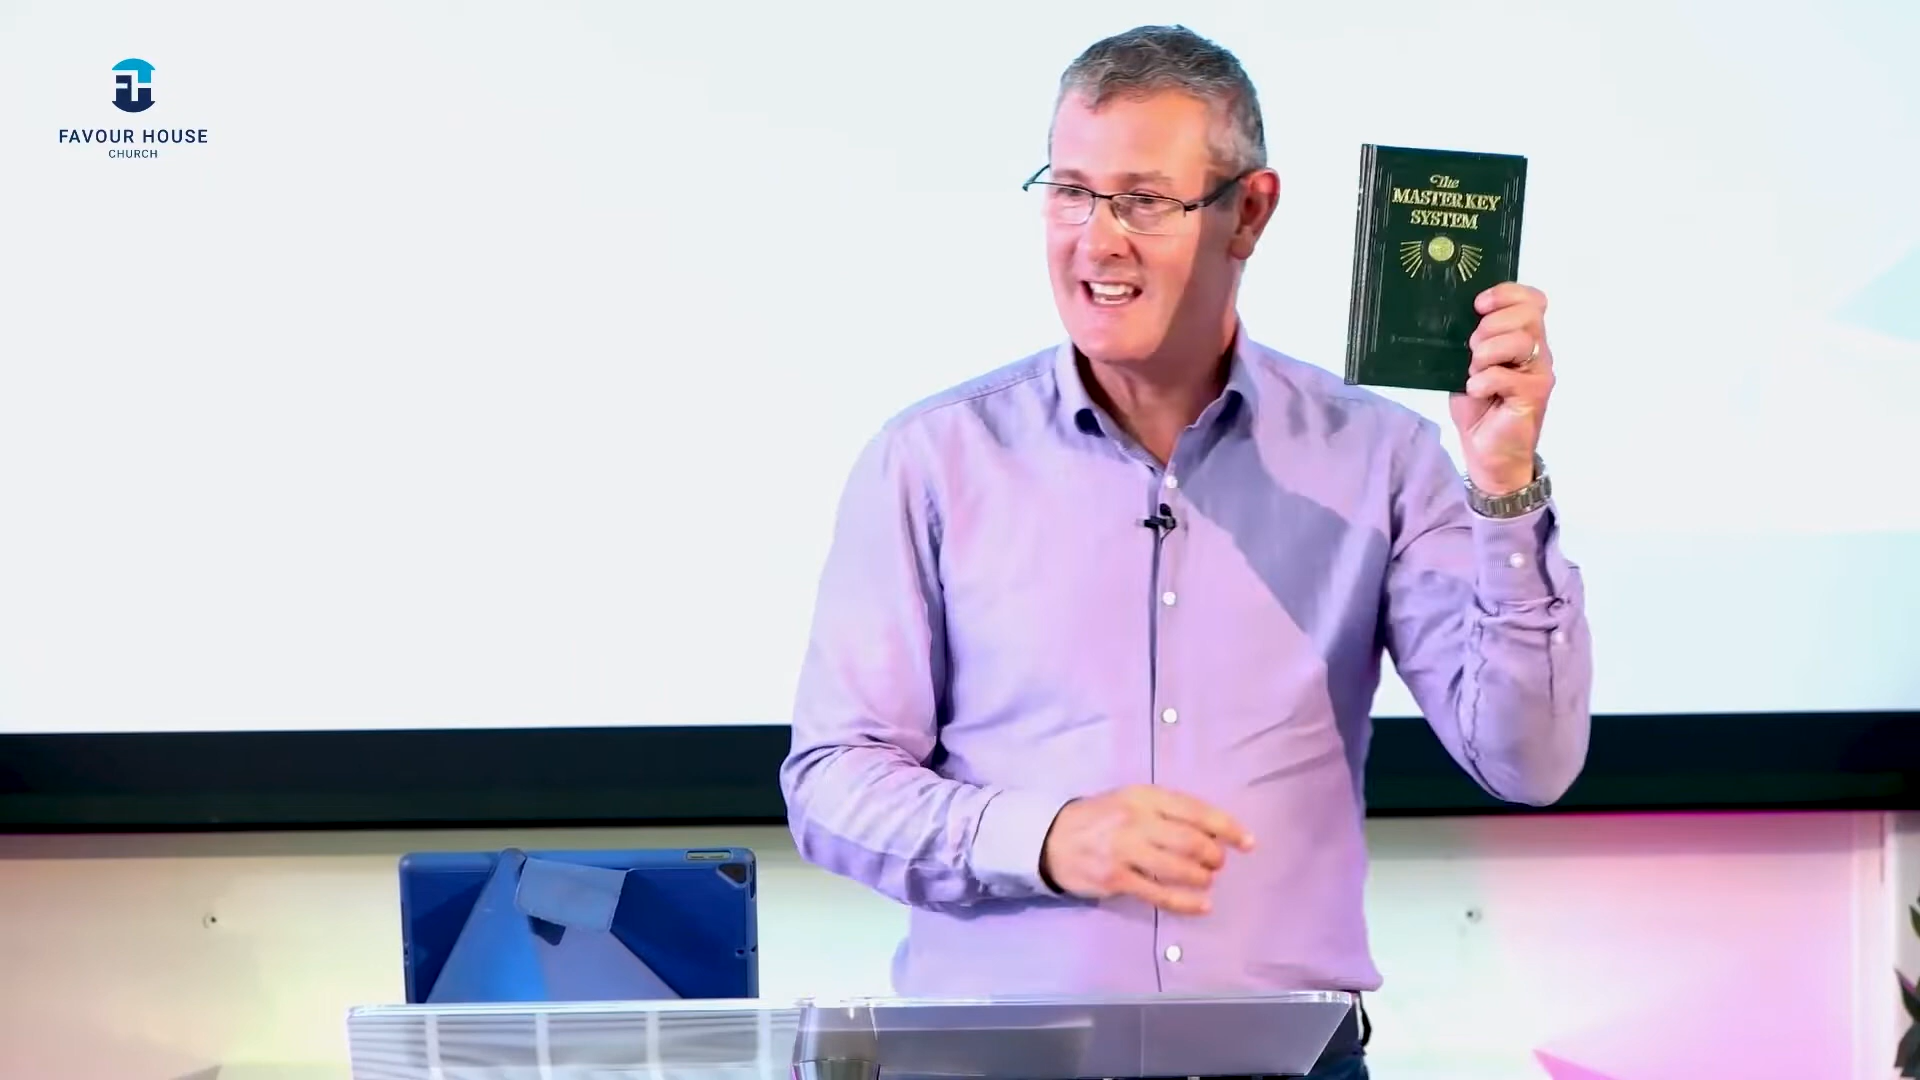 FAVOUR HOUSE
CHURCH
The
MASTER KEY
SYSTEM